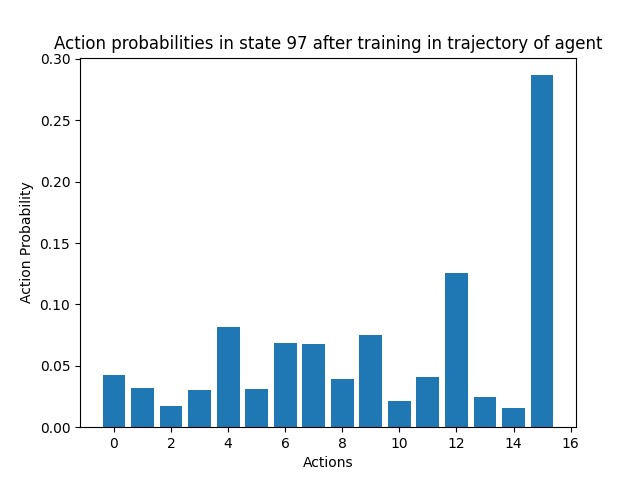 Action probabilities in state 97 after training in trajectory of agent
0.30
0.25
0.20
0.15
0.10
0.05
0.00
Action Probability
0 2 4 6 8 10 12 14 16
Actions